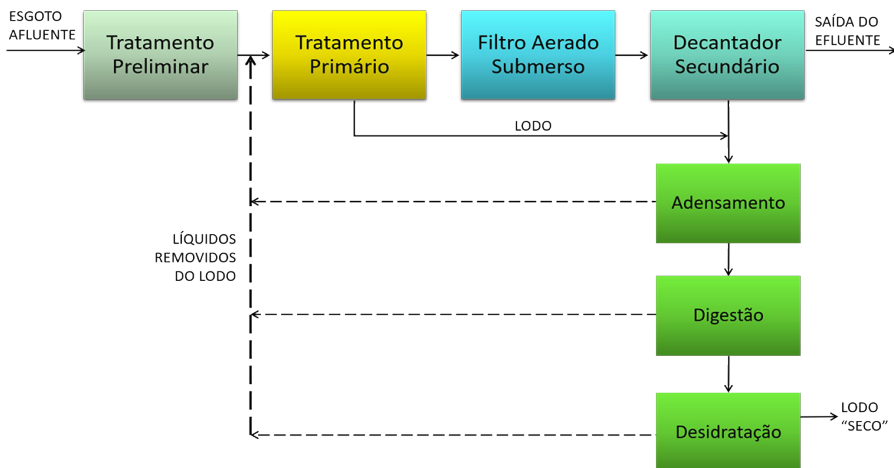 ESGOTO
AFLUENTE
Tratamento
Preliminar
Tratamento
Primário
Filtro Aerado
Submerso
Decantador
Secundário
SAÍDA DO
EFLUENTE
LODO
Adensamento
LÍQUIDOS
REMOVIDOS
DO LODO
Digestão
Desidratação
LODO
“SECO”